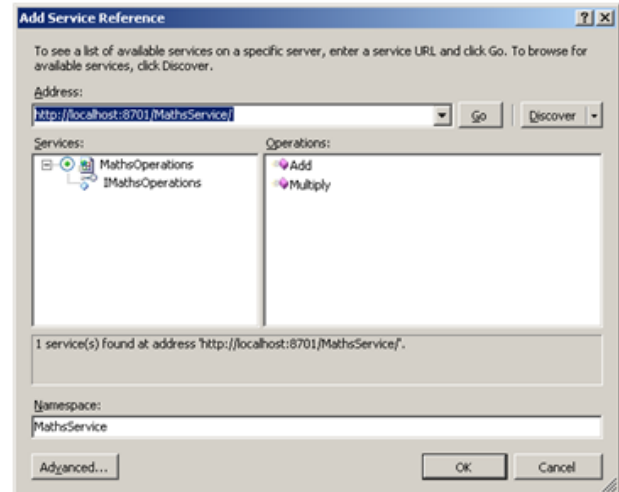 Add Service Reference
To see a list of available services on a specific server, enter a service URL and click Go. To browse for
available services, click Discover.
Address:
http://localhost:8701/MathsService/
Go
Discover
Services:
Operations:
MathsOperations
IMathsOperations
Add
Multiply
1 service(s) found at address 'http://localhost:8701/MathsService/'.
Namespace:
MathsService
Advanced...
OK
Cancel